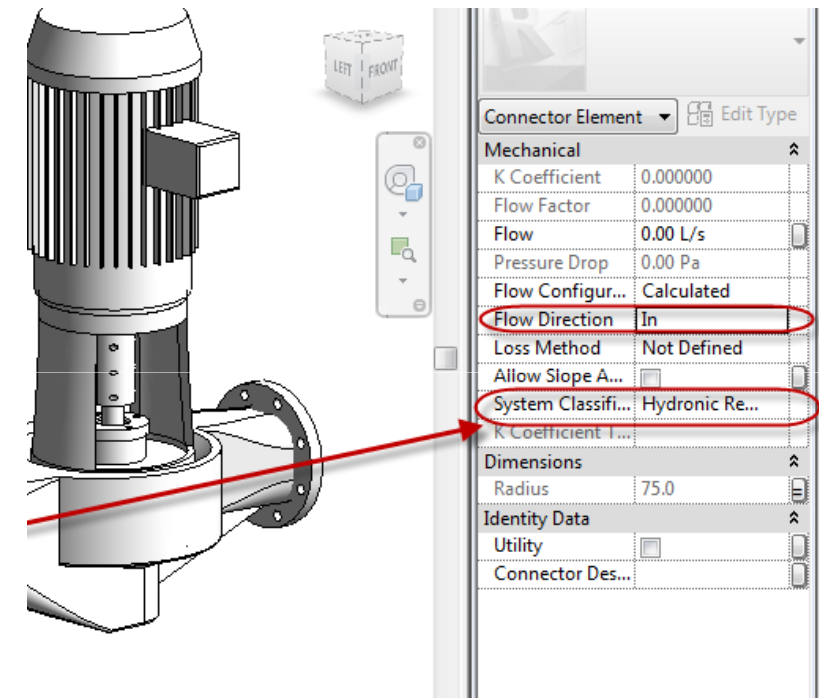 LEFT FRONT
Connector Elemen Edit Type
Mechanical
K Coefficient 0.000000
Flow Factor 0.000000
Flow 0.00 L/s
Pressure Drop 0.00 Pa
Flow Configur... Calculated
Flow Direction In
Loss Method Not Defined
Allow Slope A...
System Classifi... Hydronic Re...
K Coefficient T...
Dimensions
Radius 75.0
Identity Data
Utility
Connector Des...